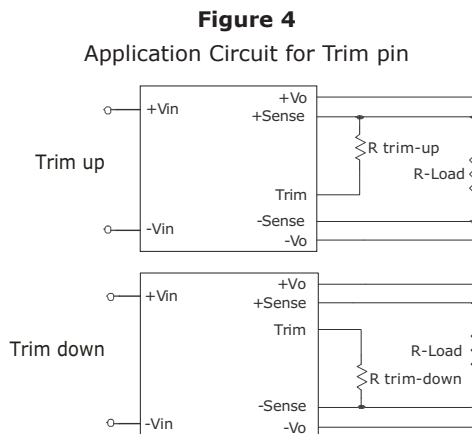 Figure 4
Application Circuit for Trim pin
Trim up
+Vin
-Vin
+Vo
+Sense
R trim-up
R-Load
Trim
-Sense
-Vo
Trim down
+Vin
-Vin
+Vo
+Sense
Trim
R-Load
R trim-down
-Sense
-Vo